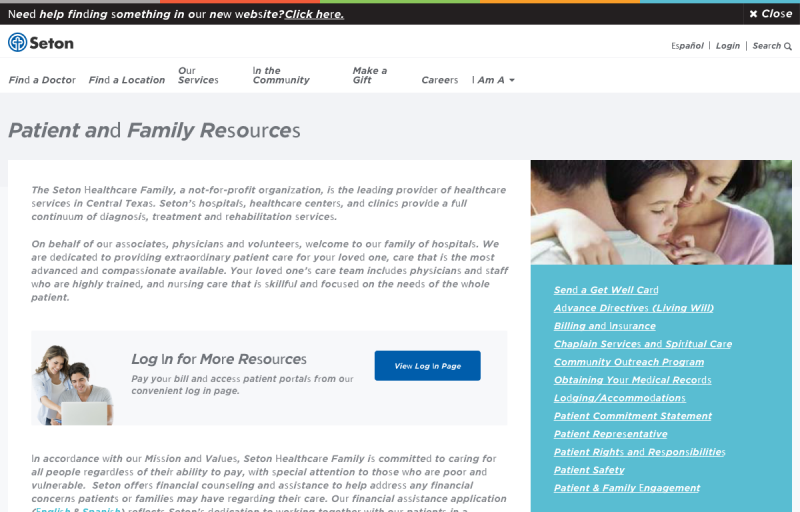 Need help finding something in our new website?Click here.
× Close
Seton
Español | Login | Search
Find a Doctor
Find a Location
Our Services
In the Community
Make a Gift
Careers
I Am A
Patient and Family Resources
The Seton Healthcare Family, a not-for-profit organization, is the leading provider of healthcare
services in Central Texas. Seton's hospitals, healthcare centers, and clinics provide a full
continuum of diagnosis, treatment and rehabilitation services.
On behalf of our associates, physicians and volunteers, welcome to our family of hospitals. We
are dedicated to providing extraordinary patient care for your loved one, care that is the most
advanced and compassionate available. Your loved one's care team includes physicians and staff
who are highly trained, and nursing care that is skillful and focused on the needs of the whole
patient.
Log In for More Resources
Pay your bill and access patient portals from our
convenient log in page.
View Log In Page
In accordance with our Mission and Values, Seton Healthcare Family is committed to caring for
all people regardless of their ability to pay, with special attention to those who are poor and
vulnerable. Seton offers financial counseling and assistance to help address any financial
concerns patients or families may have regarding their care. Our financial assistance application
(English & Spanish) reflects Seton's dedication to working together with our patients in a
Send a Get Well Card
Advance Directives (Living Will)
Billing and Insurance
Chaplain Services and Spiritual Care
Community Outreach Program
Obtaining Your Medical Records
Lodging/Accommodations
Patient Commitment Statement
Patient Representative
Patient Rights and Responsibilities
Patient Safety
Patient & Family Engagement